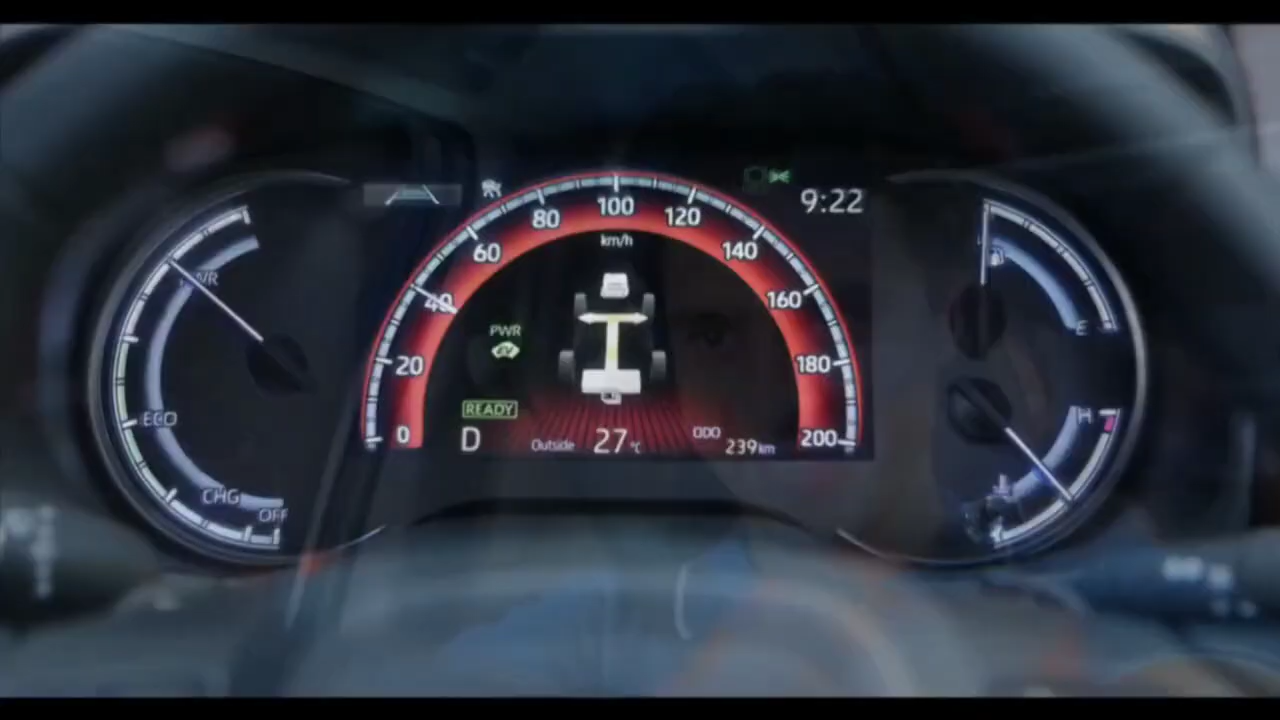 9:22
100
80
120
km/h
60
140
PWR
40
160
PWR
EV
E
20
180
READY
H
ECO
0
D
Outside 27°C
ODO 239km
200
CHG
OFF